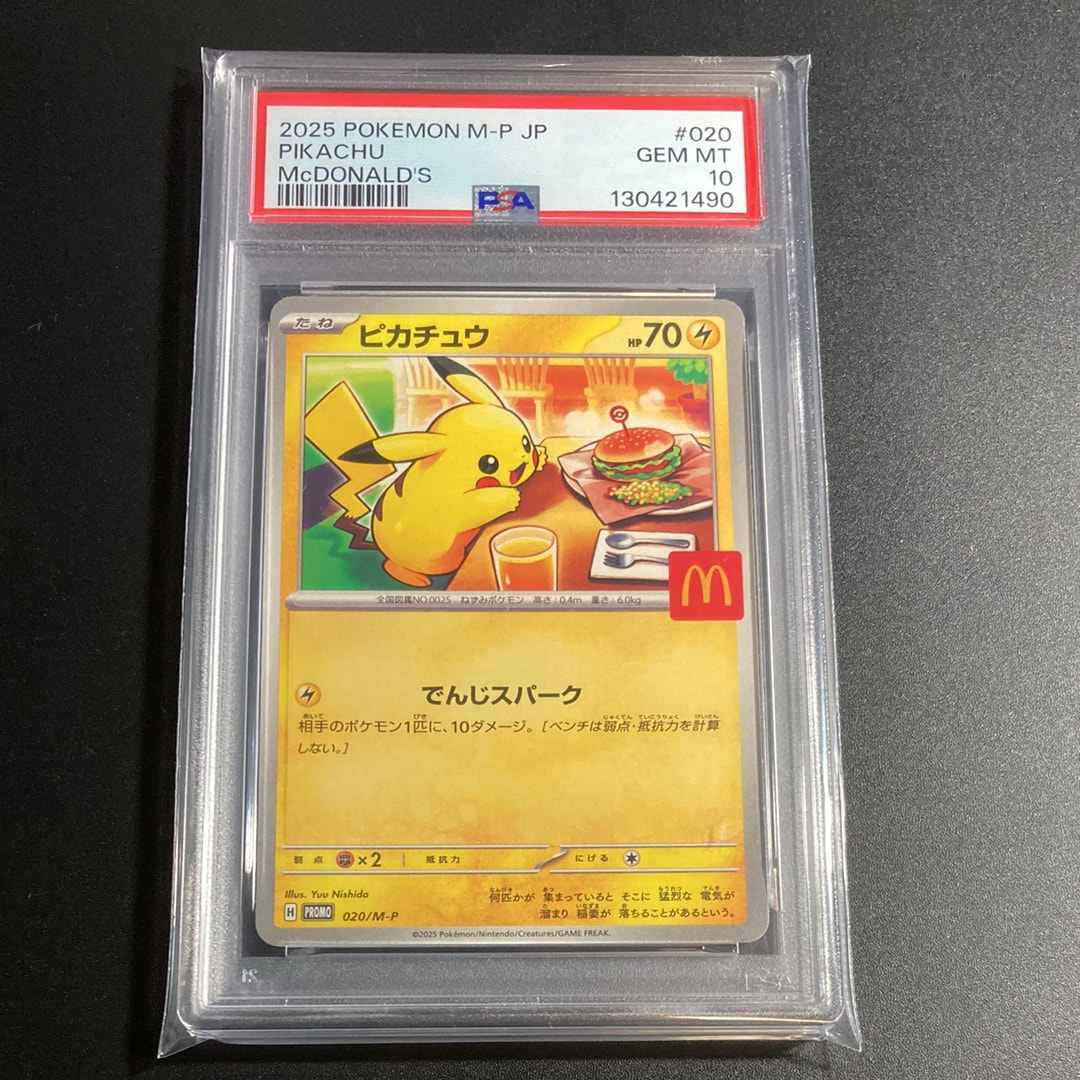 2025 POKEMON M-P JP #020
PIKACHU GEM MT
McDONALD'S 10
130421490
PSA
たね ピカチュウ HP70
全国図鑑NO.0025 ねずみポケモン 高さ:0.4m 重さ:6.0kg
M
でんじスパーク
相手のポケモン1匹に、10ダメージ。[ベンチは弱点・抵抗力を計算
しない。]
弱点 ×2 抵抗力 にげる
Illus. Yuu Nishida
何匹かが 集まっていると そこに 猛烈な 電気が
溜まり 稲妻が 落ちることがあるという。
H PROMO 020/M-P
©2025 Pokémon/Nintendo/Creatures/GAME FREAK.